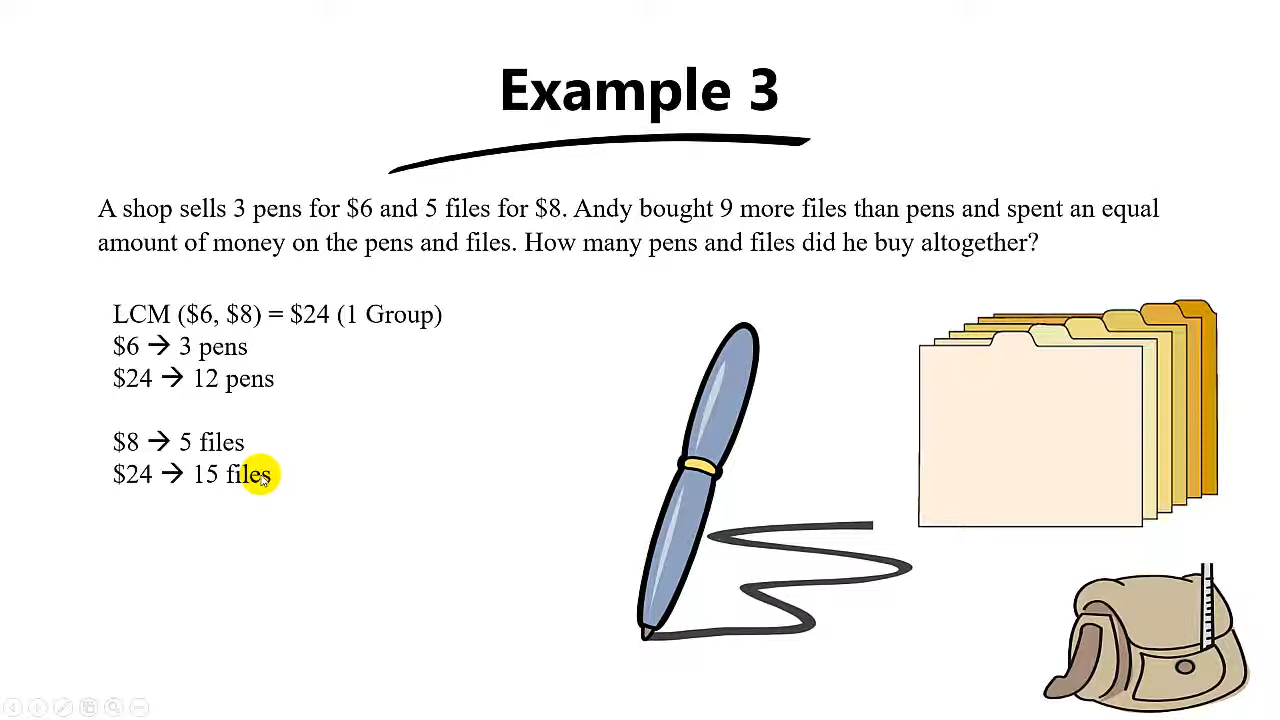 Example 3
A shop sells 3 pens for $6 and 5 files for $8. Andy bought 9 more files than pens and spent an equal
amount of money on the pens and files. How many pens and files did he buy altogether?
LCM ($6, $8) = $24 (1 Group)
$6 → 3 pens
$24 → 12 pens
$8 → 5 files
$24 → 15 files